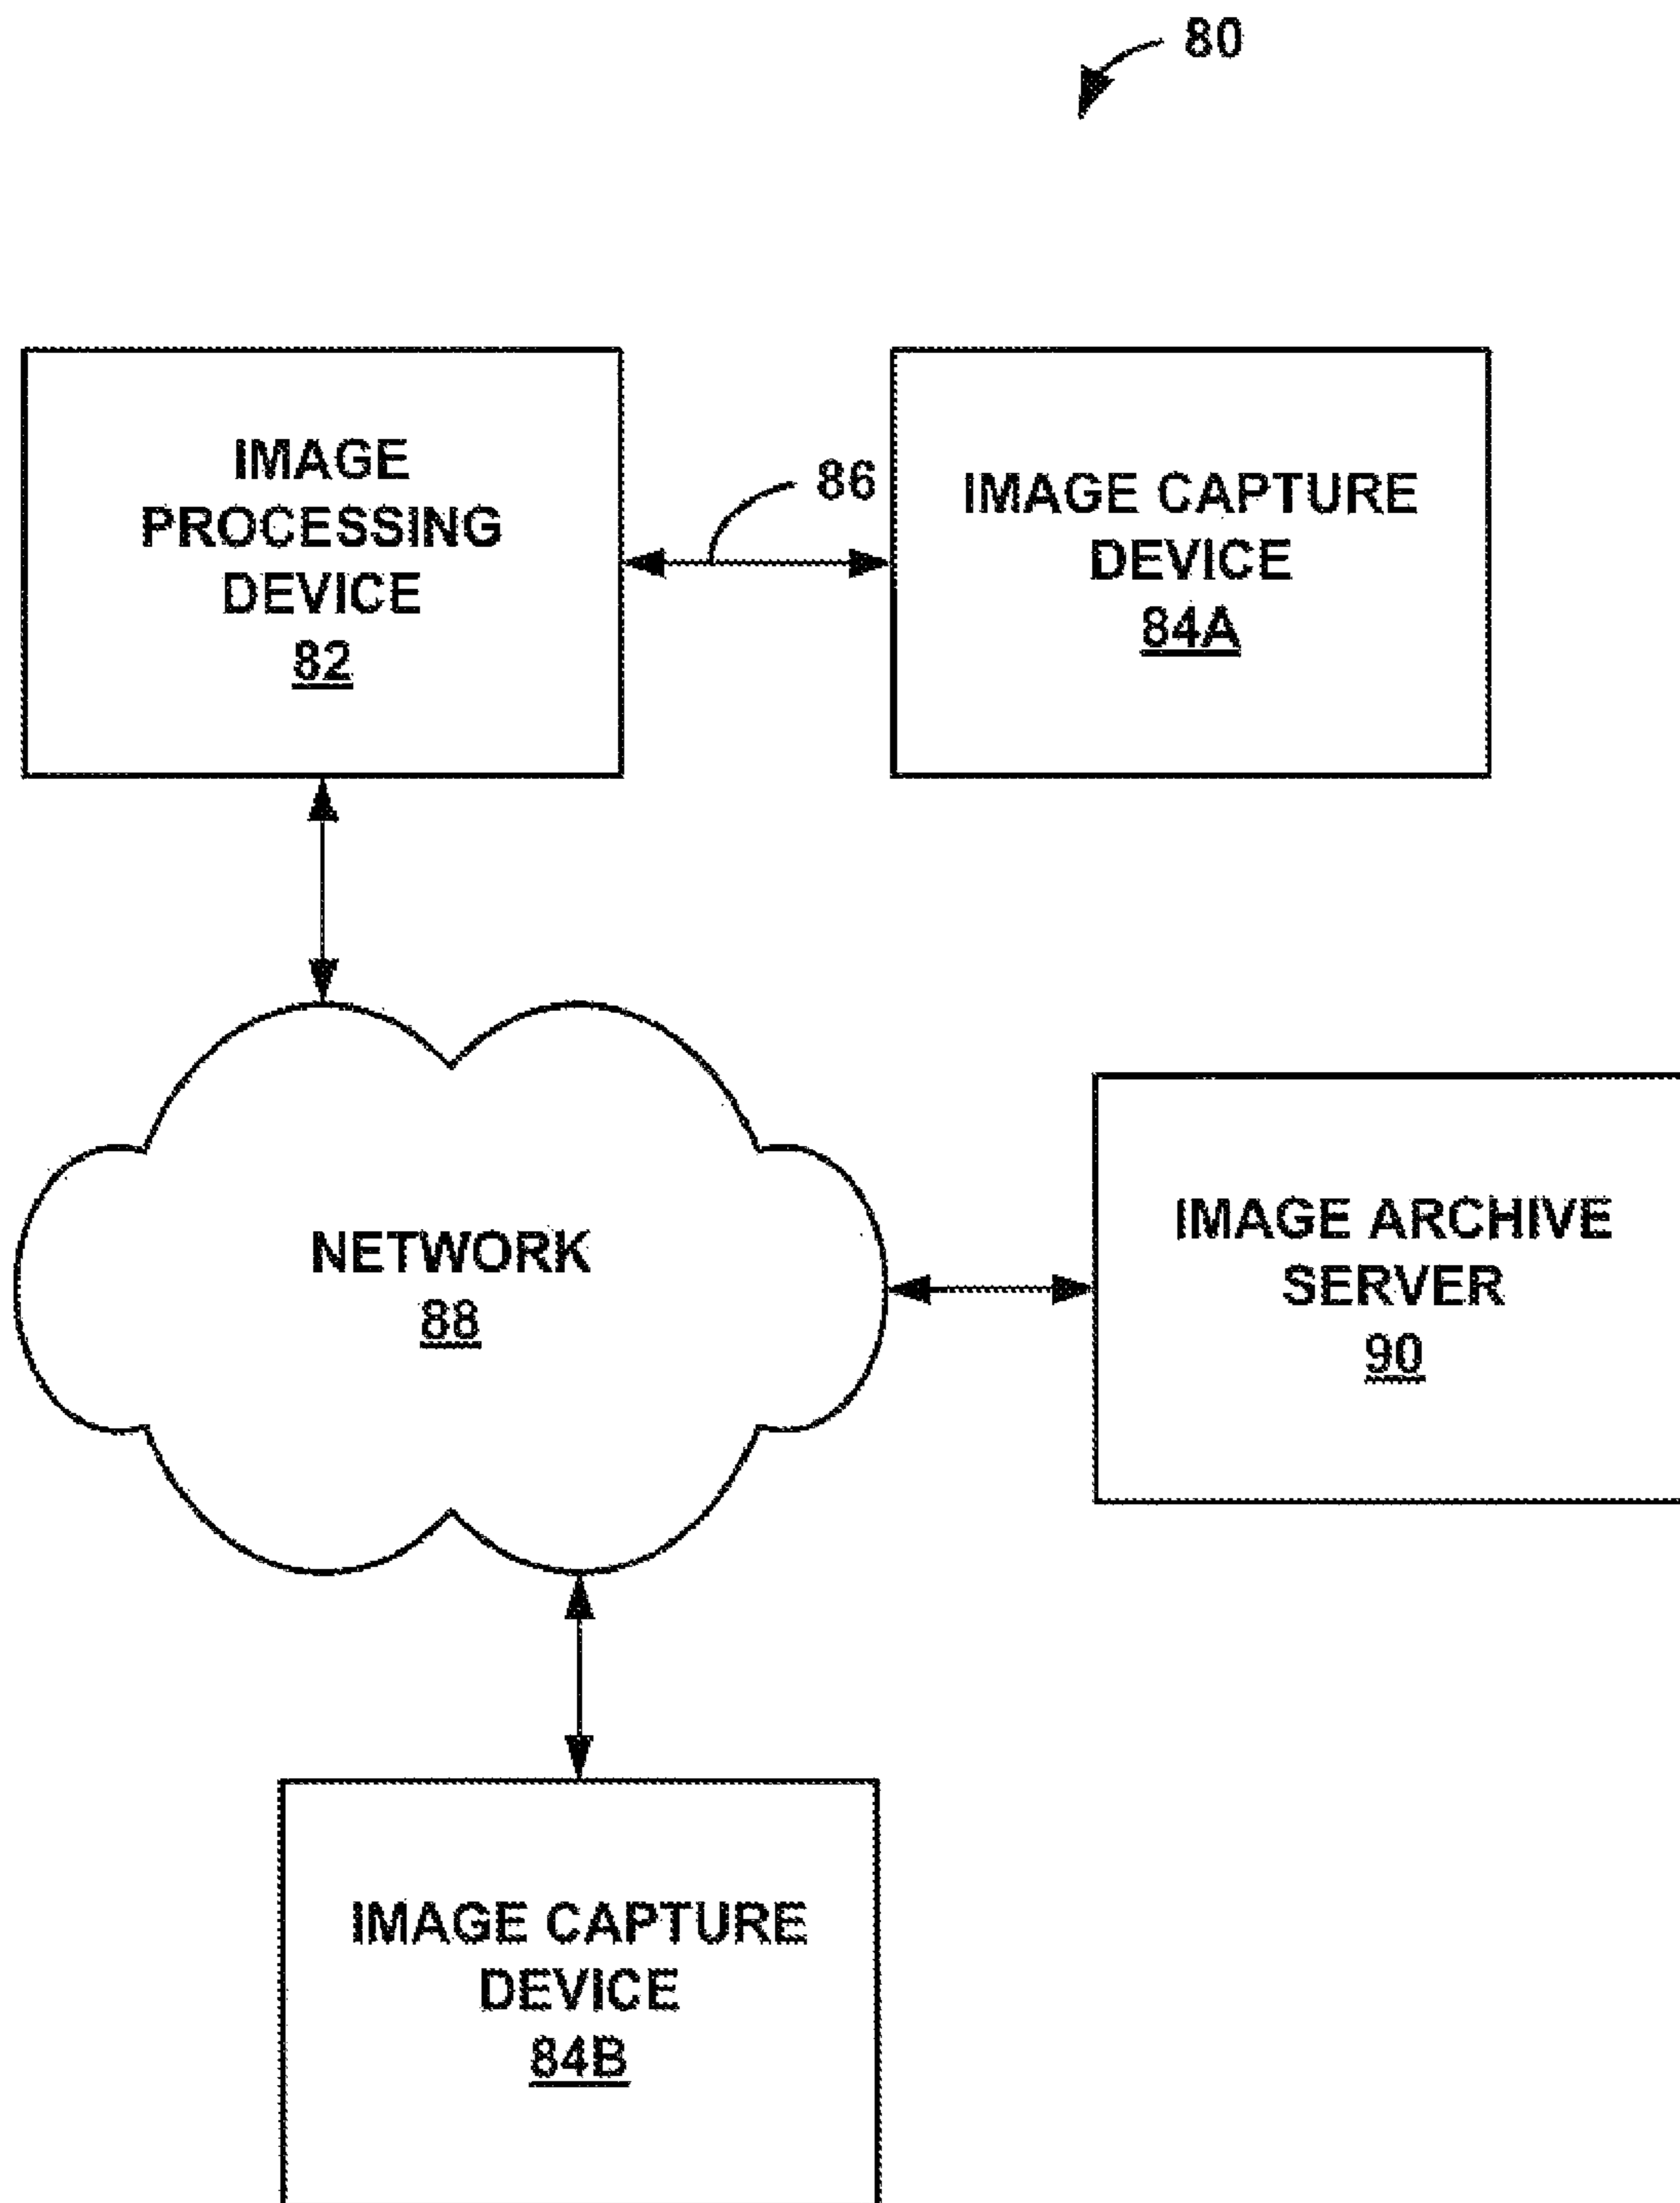 80
IMAGE
PROCESSING
DEVICE
82
86
IMAGE CAPTURE
DEVICE
84A
NETWORK
88
IMAGE ARCHIVE
SERVER
90
IMAGE CAPTURE
DEVICE
84B